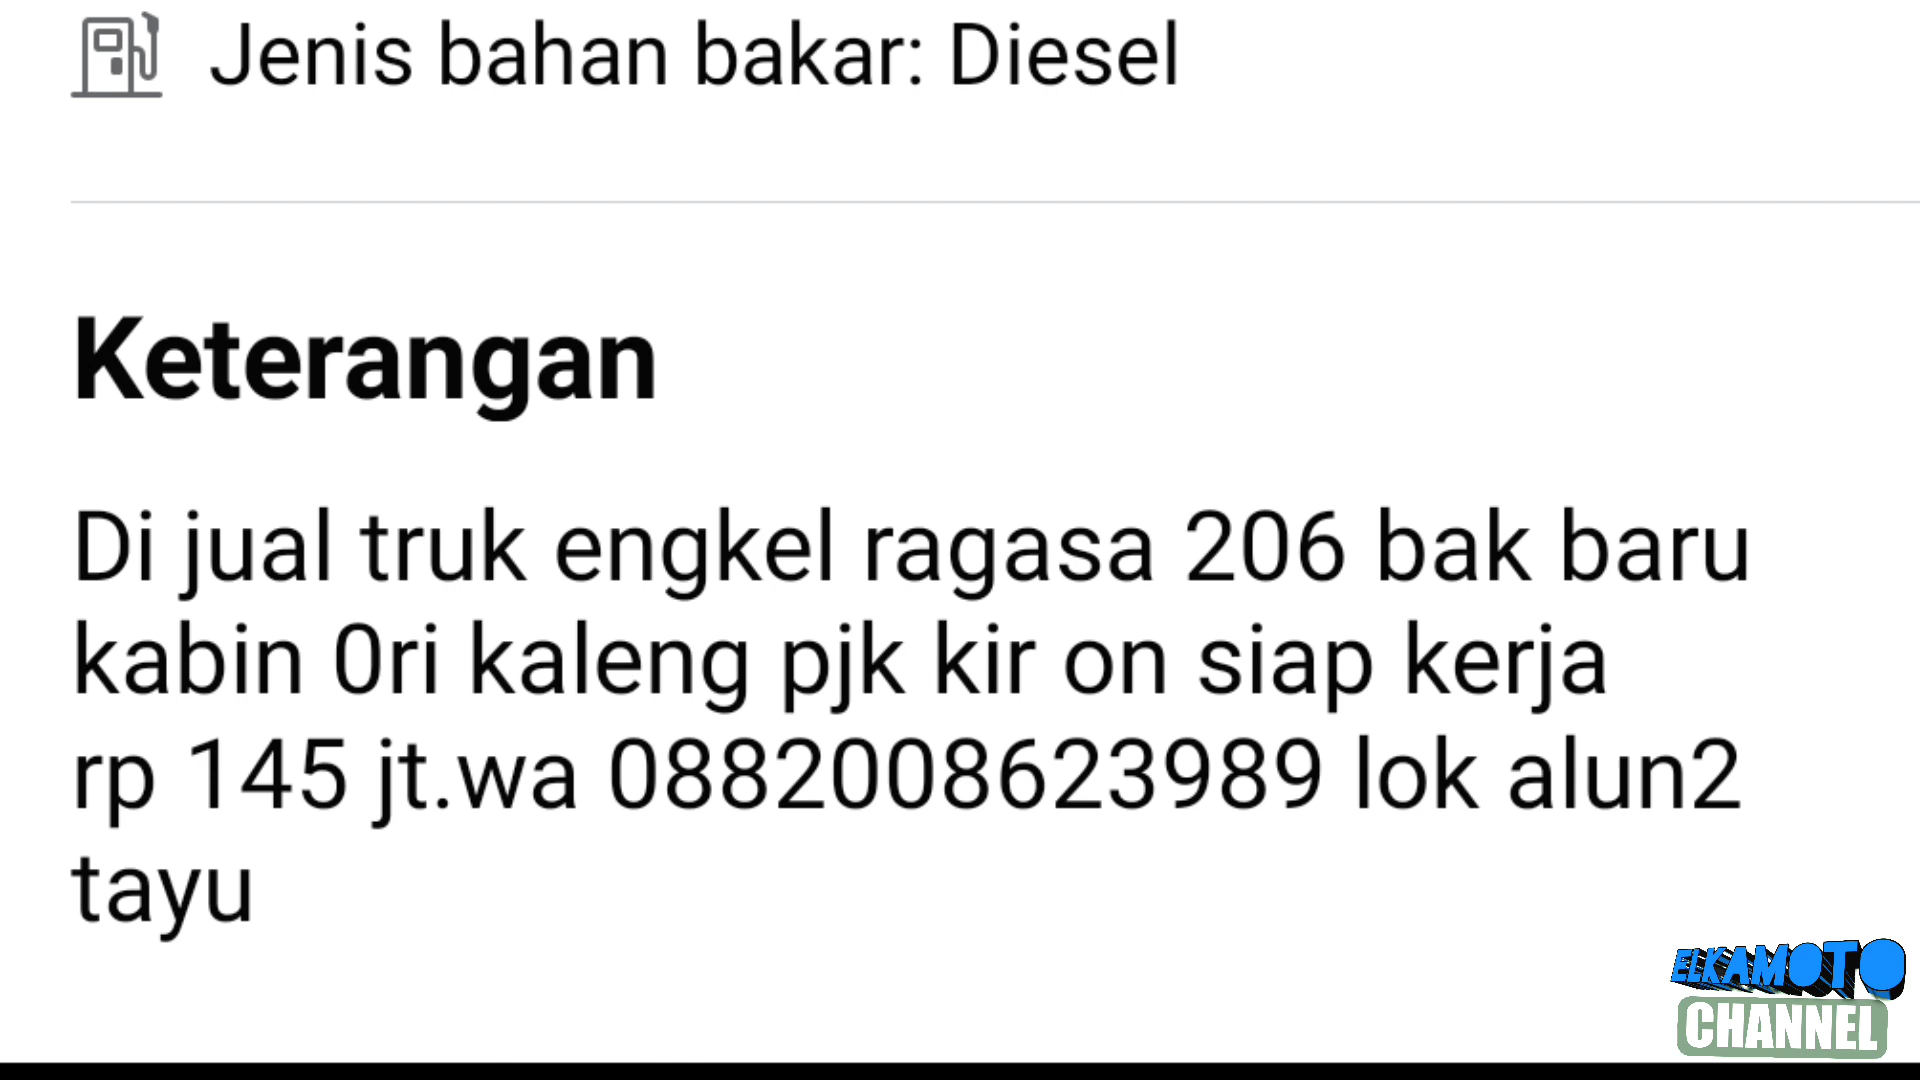 Jenis bahan bakar: Diesel
Keterangan
Di jual truk engkel ragasa 206 bak baru
kabin 0ri kaleng pjk kir on siap kerja
rp 145 jt.wa 0882008623989 lok alun2
tayu
ELKAMOTO
CHANNEL